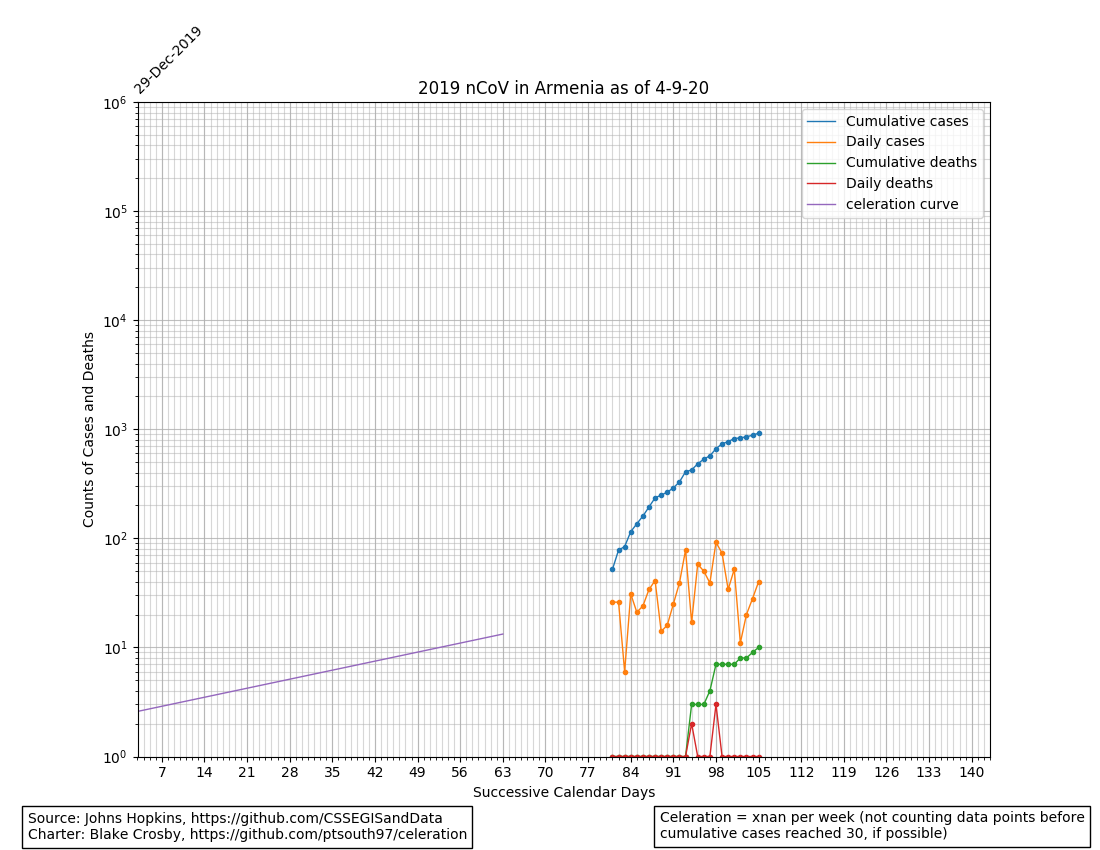 29-Dec-2019
2019 nCoV in Armenia as of 4-9-20
Cumulative cases
Daily cases
Cumulative deaths
Daily deaths
celeration curve
10^6
10^5
10^4
10^3
10^2
10^1
10^0
Counts of Cases and Deaths
7 14 21 28 35 42 49 56 63 70 77 84 91 98 105 112 119 126 133 140
Successive Calendar Days
Source: Johns Hopkins, https://github.com/CSSEGISandData
Charter: Blake Crosby, https://github.com/ptsouth97/celeration
Celeration = xnan per week (not counting data points before
cumulative cases reached 30, if possible)